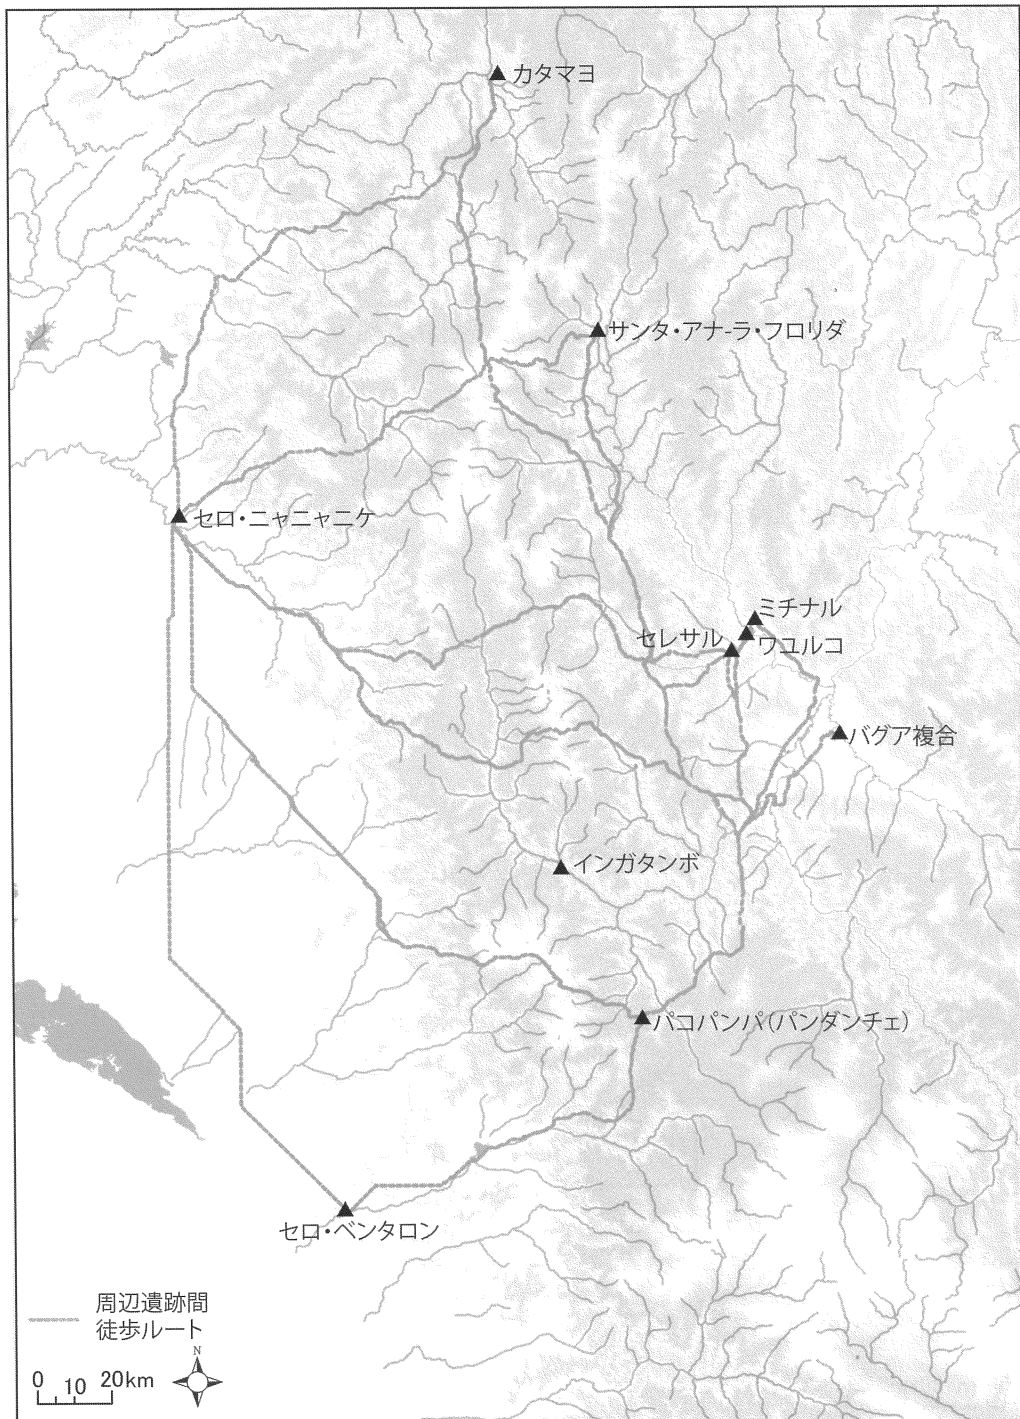 カタマヨ
サンタ・アナ-ラ・フロリダ
セロ・ニャニャニケ
ミチナル
セレサル
ワユルコ
バグア複合
インガタンボ
パコパンパ(パンダンチェ)
セロ・ベンタロン
周辺遺跡間
徒歩ルート
N
0 10 20km